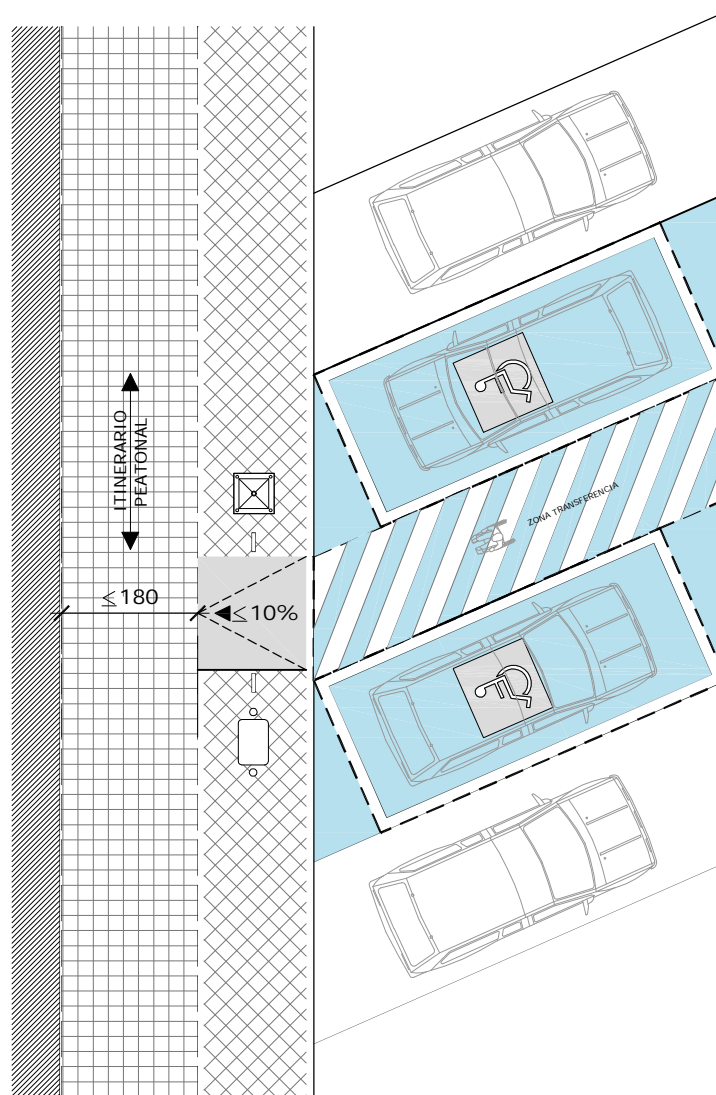 ITINERARIO
PEATONAL
ZONA TRANSFERENCIA
≤180
≤10%